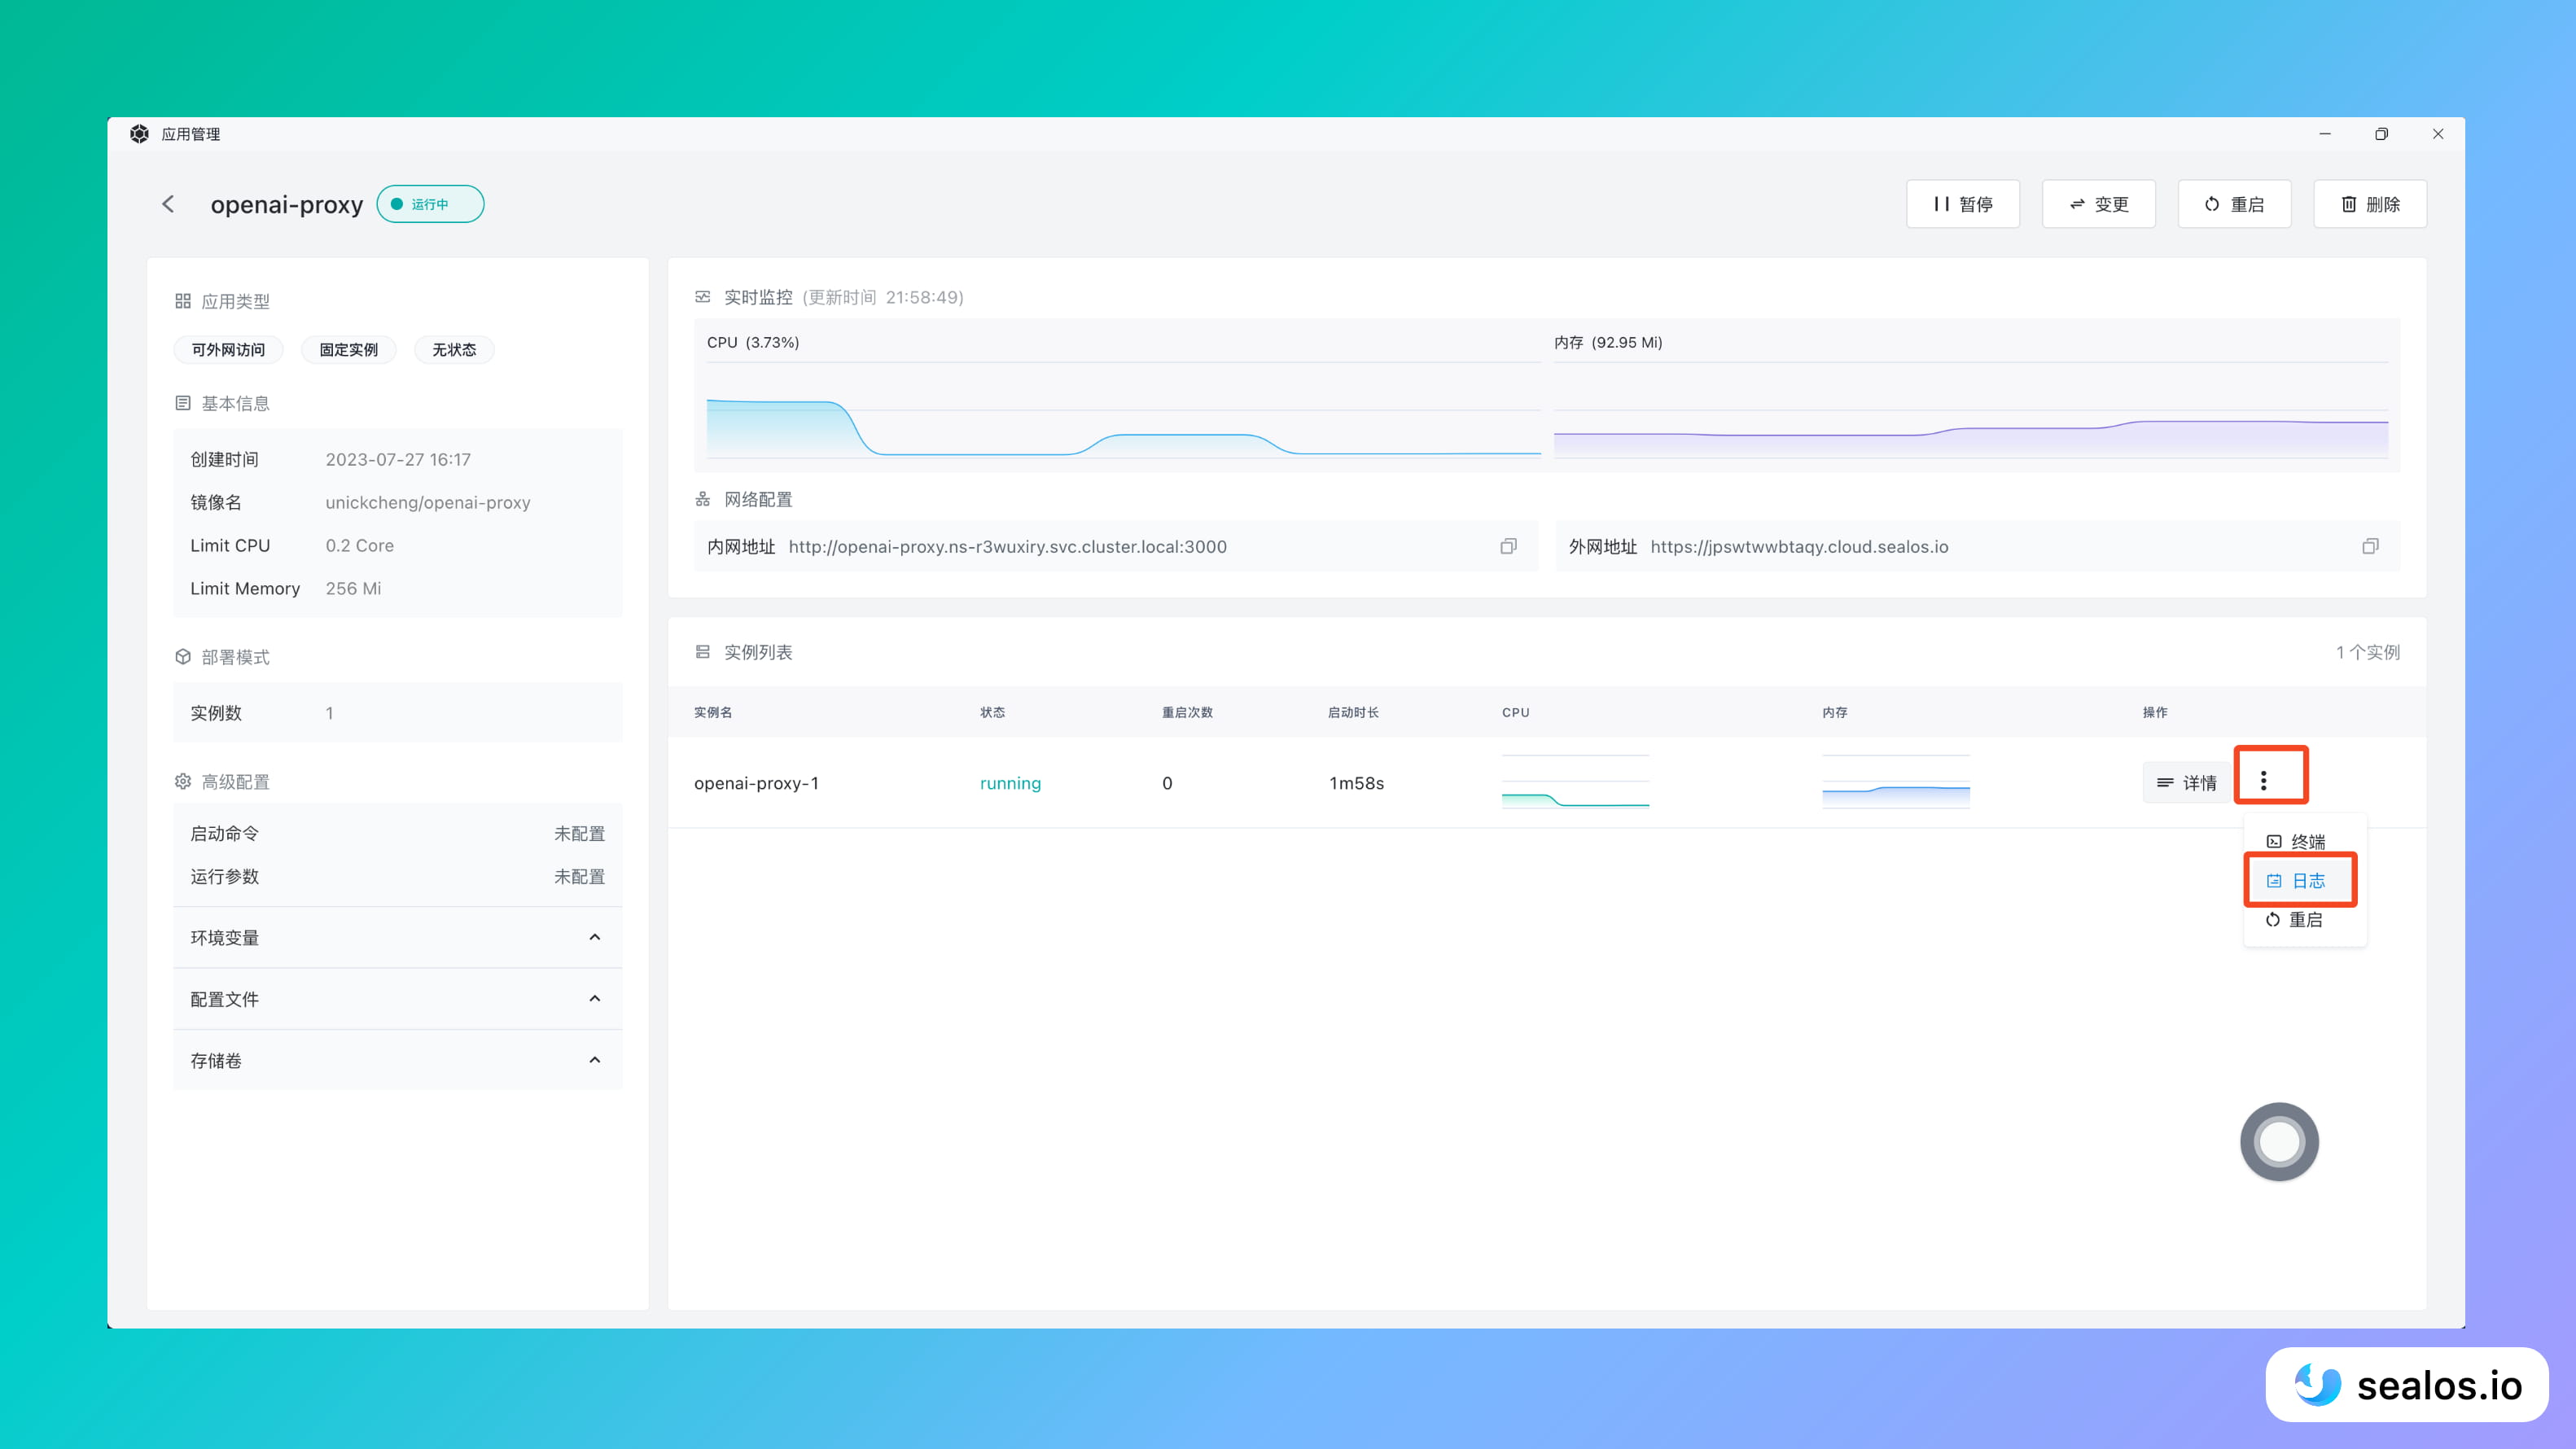 应用管理
openai-proxy 运行中
暂停 变更 重启 删除
应用类型
可外网访问 固定实例 无状态
基本信息
创建时间 2023-07-27 16:17
镜像名 unickcheng/openai-proxy
Limit CPU 0.2 Core
Limit Memory 256 Mi
部署模式
实例数 1
高级配置
启动命令 未配置
运行参数 未配置
环境变量
配置文件
存储卷
实时监控 (更新时间 21:58:49)
CPU (3.73%)
内存 (92.95 Mi)
网络配置
内网地址 http://openai-proxy.ns-r3wuxiry.svc.cluster.local:3000
外网地址 https://jpswtwwbtaqy.cloud.sealos.io
实例列表 1 个实例
实例名 状态 重启次数 启动时长 CPU 内存 操作
openai-proxy-1 running 0 1m58s 详情
终端
日志
重启
sealos.io